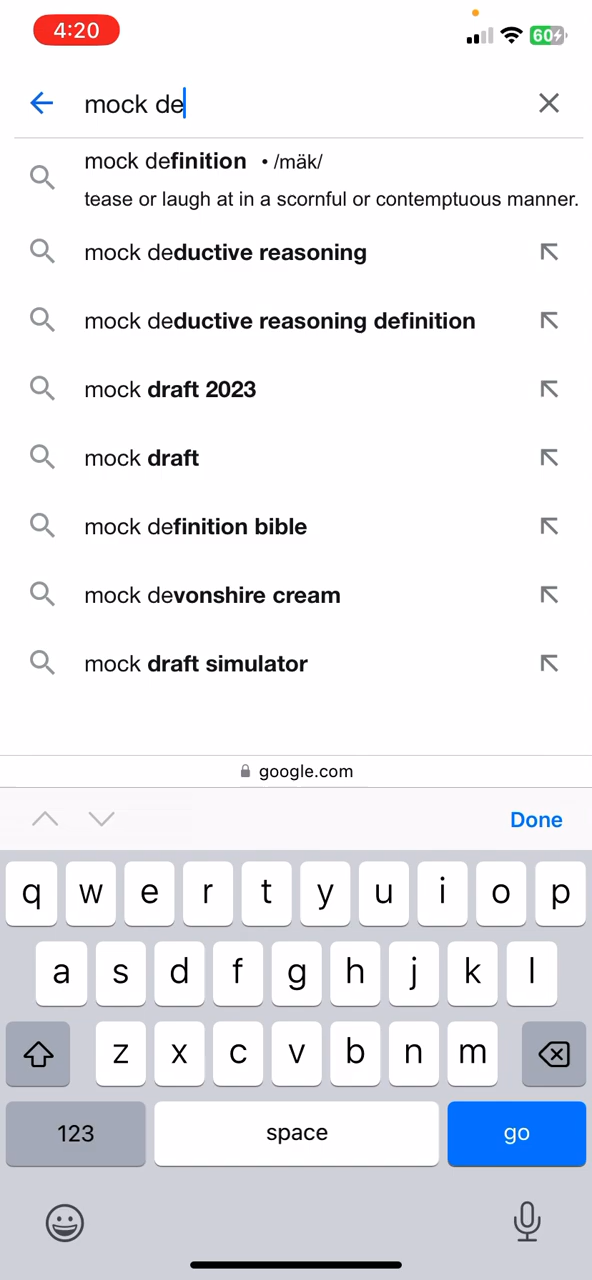 4:20
60
mock de
mock definition • /mäk/
tease or laugh at in a scornful or contemptuous manner.
mock deductive reasoning
mock deductive reasoning definition
mock draft 2023
mock draft
mock definition bible
mock devonshire cream
mock draft simulator
google.com
Done
q w e r t y u i o p
a s d f g h j k l
z x c v b n m
123 space go